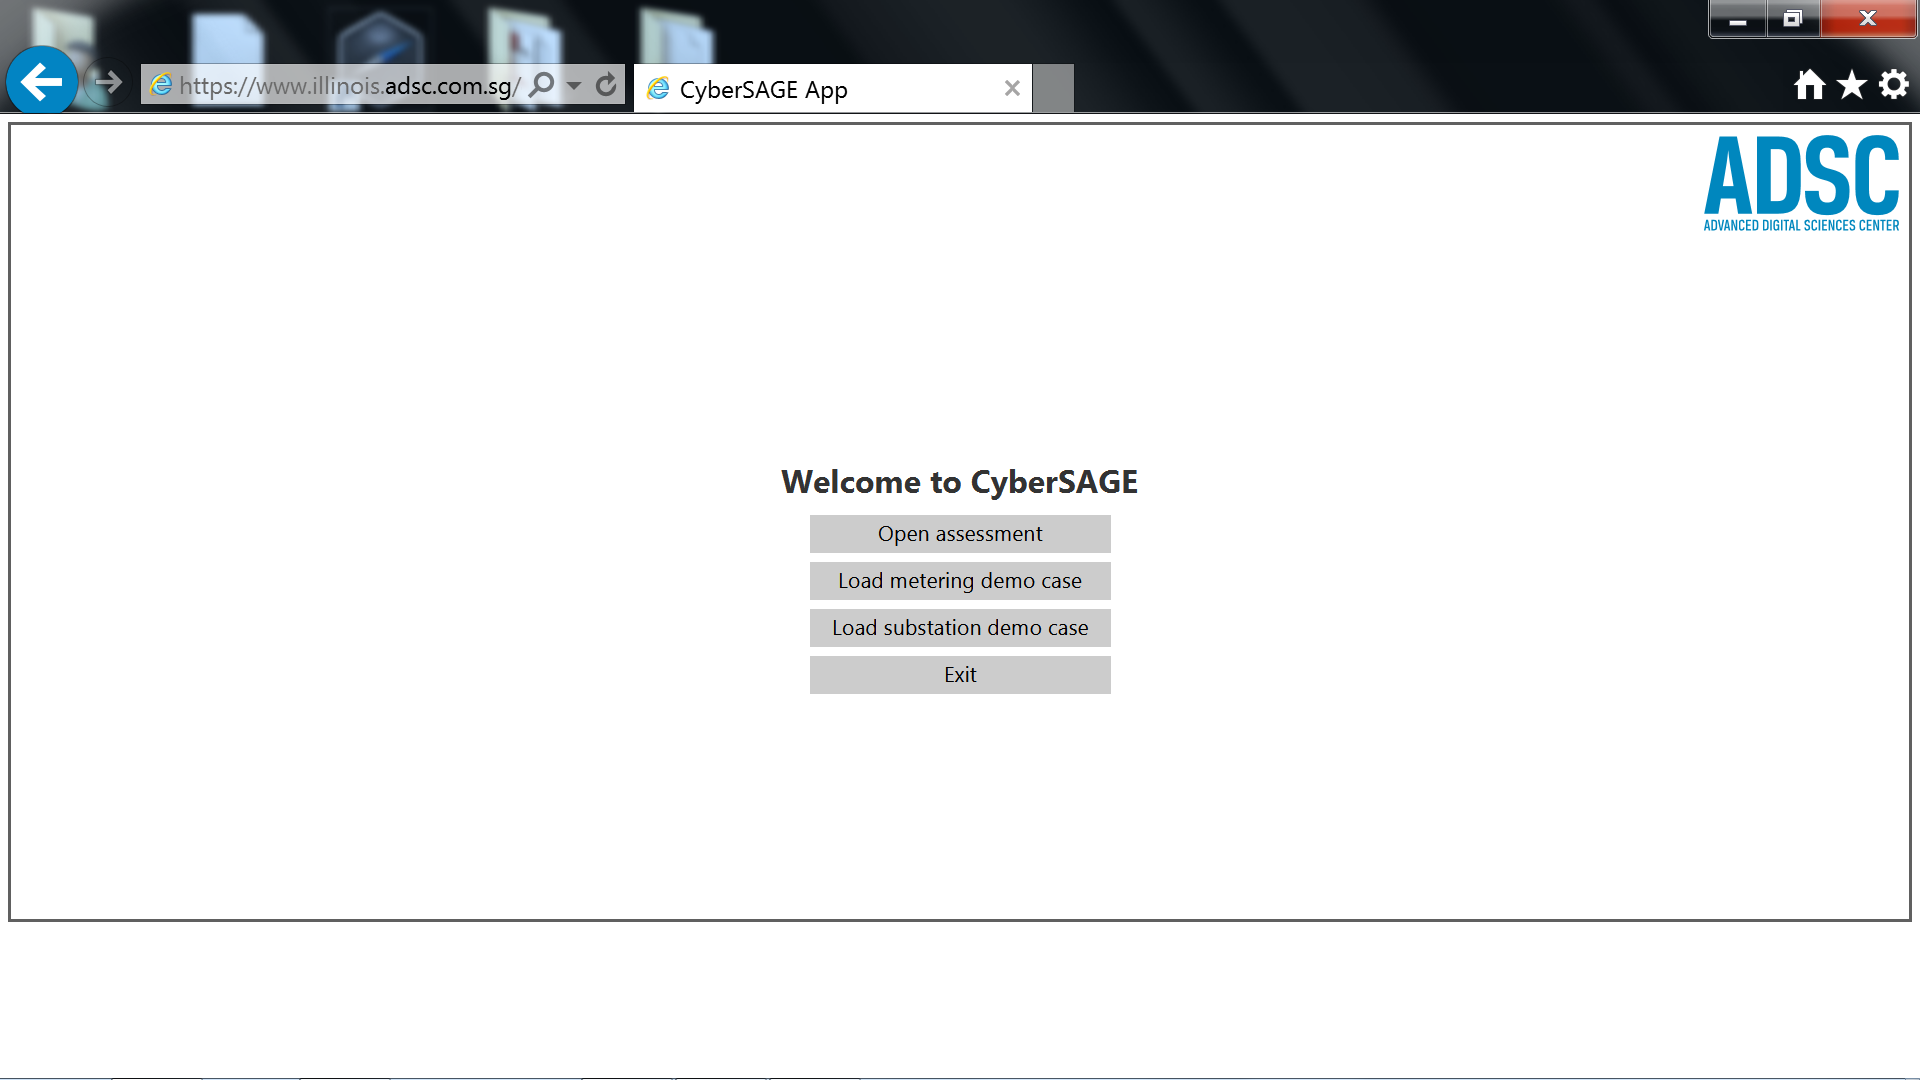 https://www.illinois.adsc.com.sg/
CyberSAGE App
ADSC
ADVANCED DIGITAL SCIENCES CENTER
Welcome to CyberSAGE
Open assessment
Load metering demo case
Load substation demo case
Exit